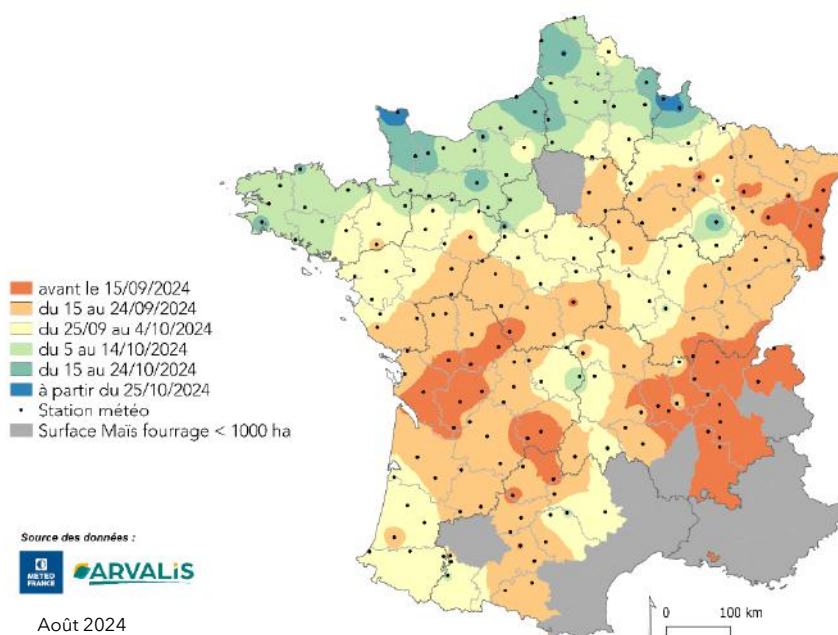 avant le 15/09/2024
du 15 au 24/09/2024
du 25/09 au 4/10/2024
du 5 au 14/10/2024
du 15 au 24/10/2024
à partir du 25/10/2024
Station météo
Surface Maïs fourrage < 1000 ha
Source des données :
METEO
FRANCE
ARVALIS
Août 2024
0 100 km